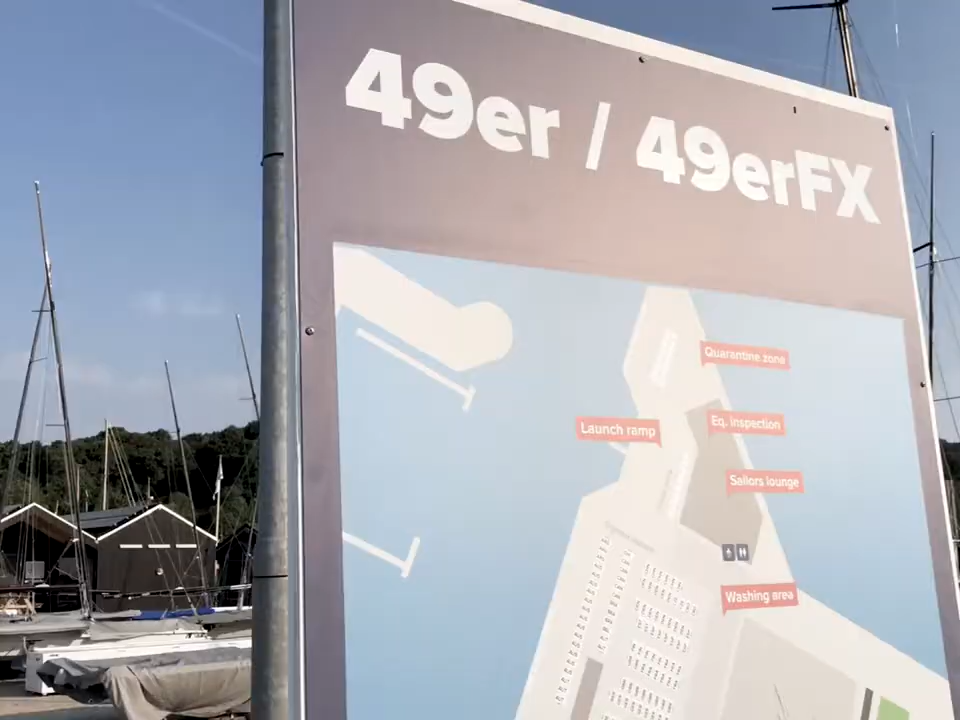 49er / 49erFX
Quarantine zone
Launch ramp
Eq. inspection
Sailors lounge
Washing area